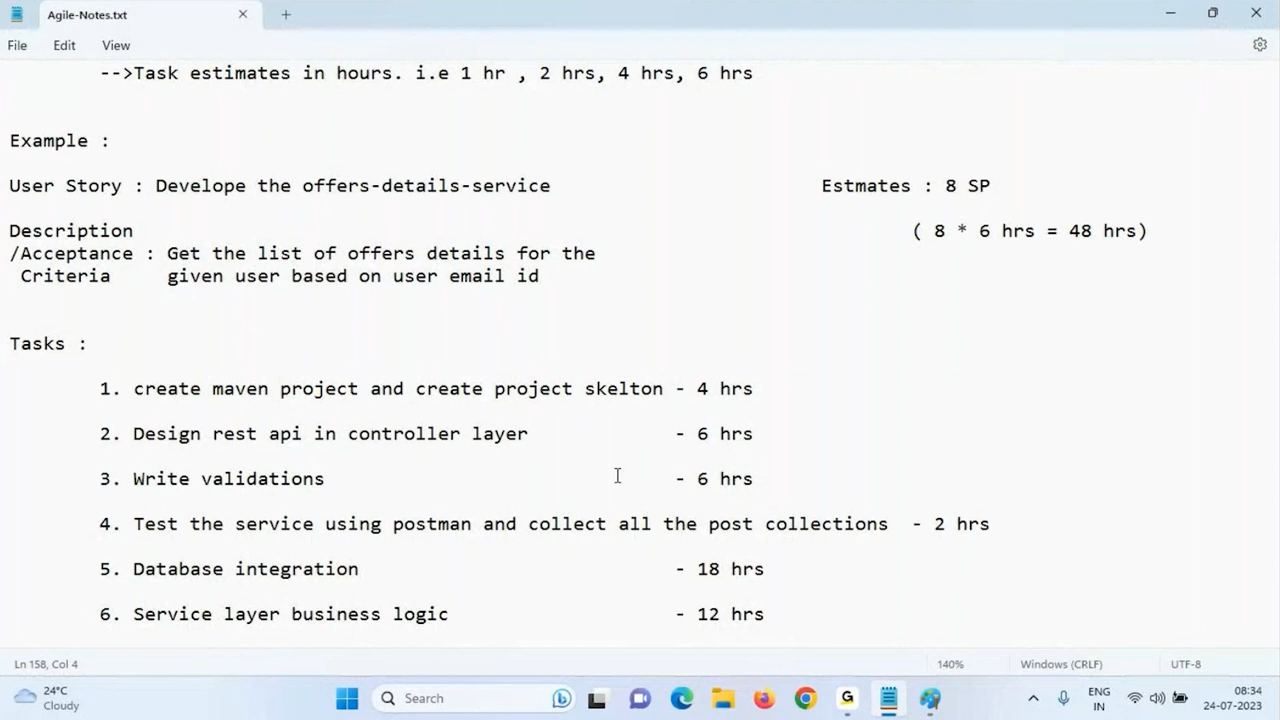 Agile-Notes.txt
File Edit View
-->Task estimates in hours. i.e 1 hr , 2 hrs, 4 hrs, 6 hrs
Example :
User Story : Develope the offers-details-service Estmates : 8 SP
Description ( 8 * 6 hrs = 48 hrs)
/Acceptance : Get the list of offers details for the
Criteria given user based on user email id
Tasks :
1. create maven project and create project skelton - 4 hrs
2. Design rest api in controller layer - 6 hrs
3. Write validations - 6 hrs
4. Test the service using postman and collect all the post collections - 2 hrs
5. Database integration - 18 hrs
6. Service layer business logic - 12 hrs
Ln 158, Col 4 140% Windows (CRLF) UTF-8
24°C
Cloudy
Search
G
ENG
IN
08:34
24-07-2023